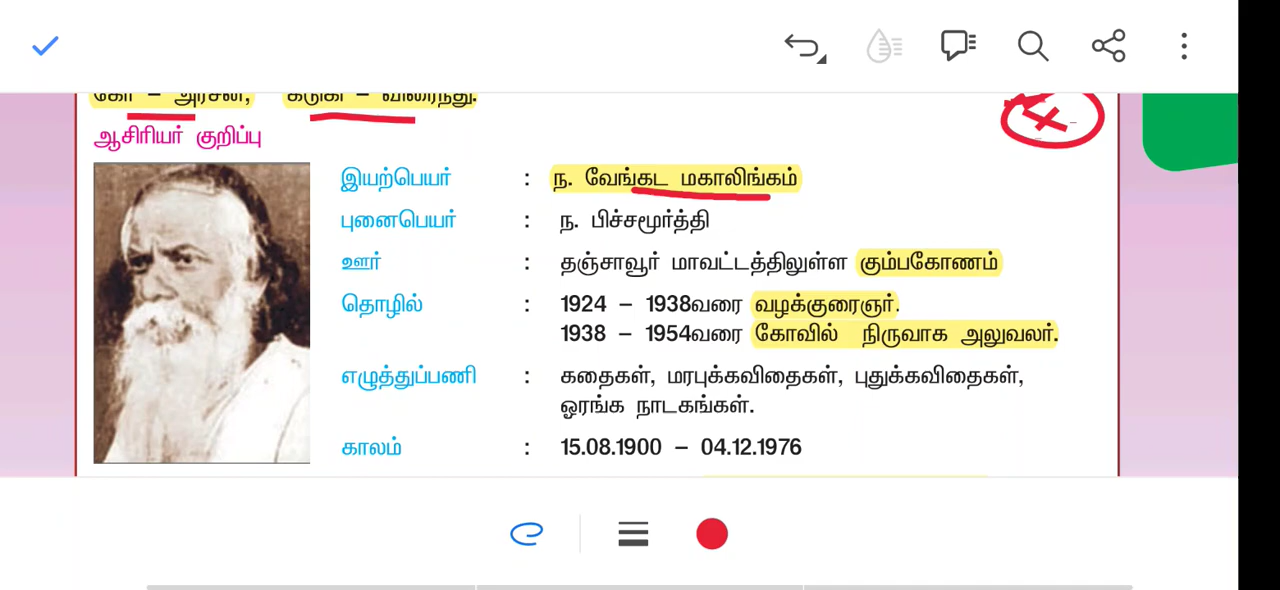 கோ – அரசன், கடுகி – விரைந்து.
ஆசிரியர் குறிப்பு
இயற்பெயர் : ந. வேங்கட மகாலிங்கம்
புனைபெயர் : ந. பிச்சமூர்த்தி
ஊர் : தஞ்சாவூர் மாவட்டத்திலுள்ள கும்பகோணம்
தொழில் : 1924 – 1938வரை வழக்குரைஞர்.
1938 – 1954வரை கோவில் நிருவாக அலுவலர்.
எழுத்துப்பணி : கதைகள், மரபுக்கவிதைகள், புதுக்கவிதைகள்,
ஓரங்க நாடகங்கள்.
காலம் : 15.08.1900 – 04.12.1976